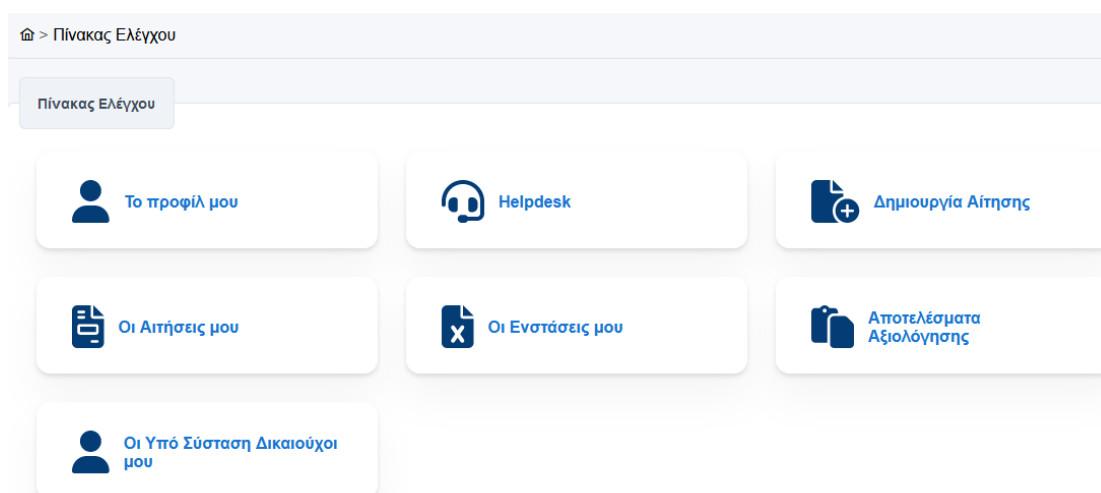 > Πίνακας Ελέγχου
Πίνακας Ελέγχου
Το προφίλ μου
Helpdesk
Δημιουργία Αίτησης
Οι Αιτήσεις μου
Οι Ενστάσεις μου
Αποτελέσματα
Αξιολόγησης
Οι Υπό Σύσταση Δικαιούχοι
μου